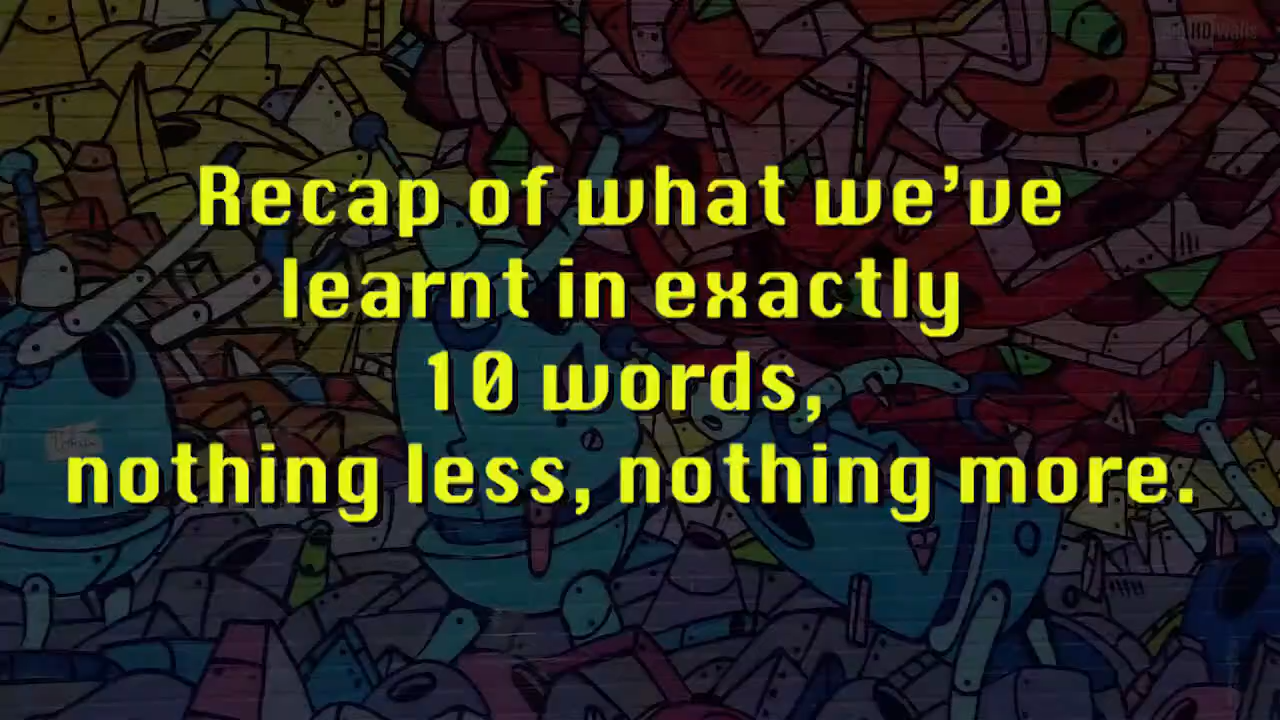 Recap of what we've
learnt in exactly
10 words,
nothing less, nothing more.